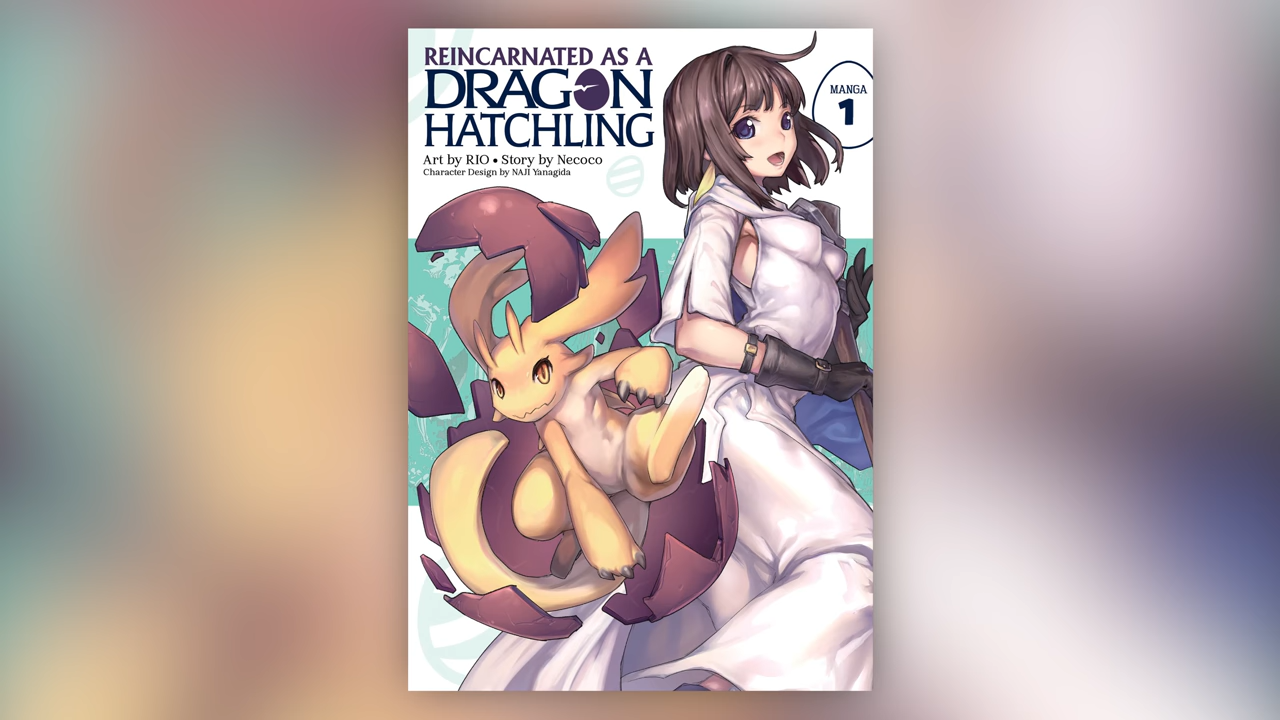 REINCARNATED AS A
DRAGON
HATCHLING
Art by RIO • Story by Necoco
Character Design by NAJI Yanagida
MANGA
1